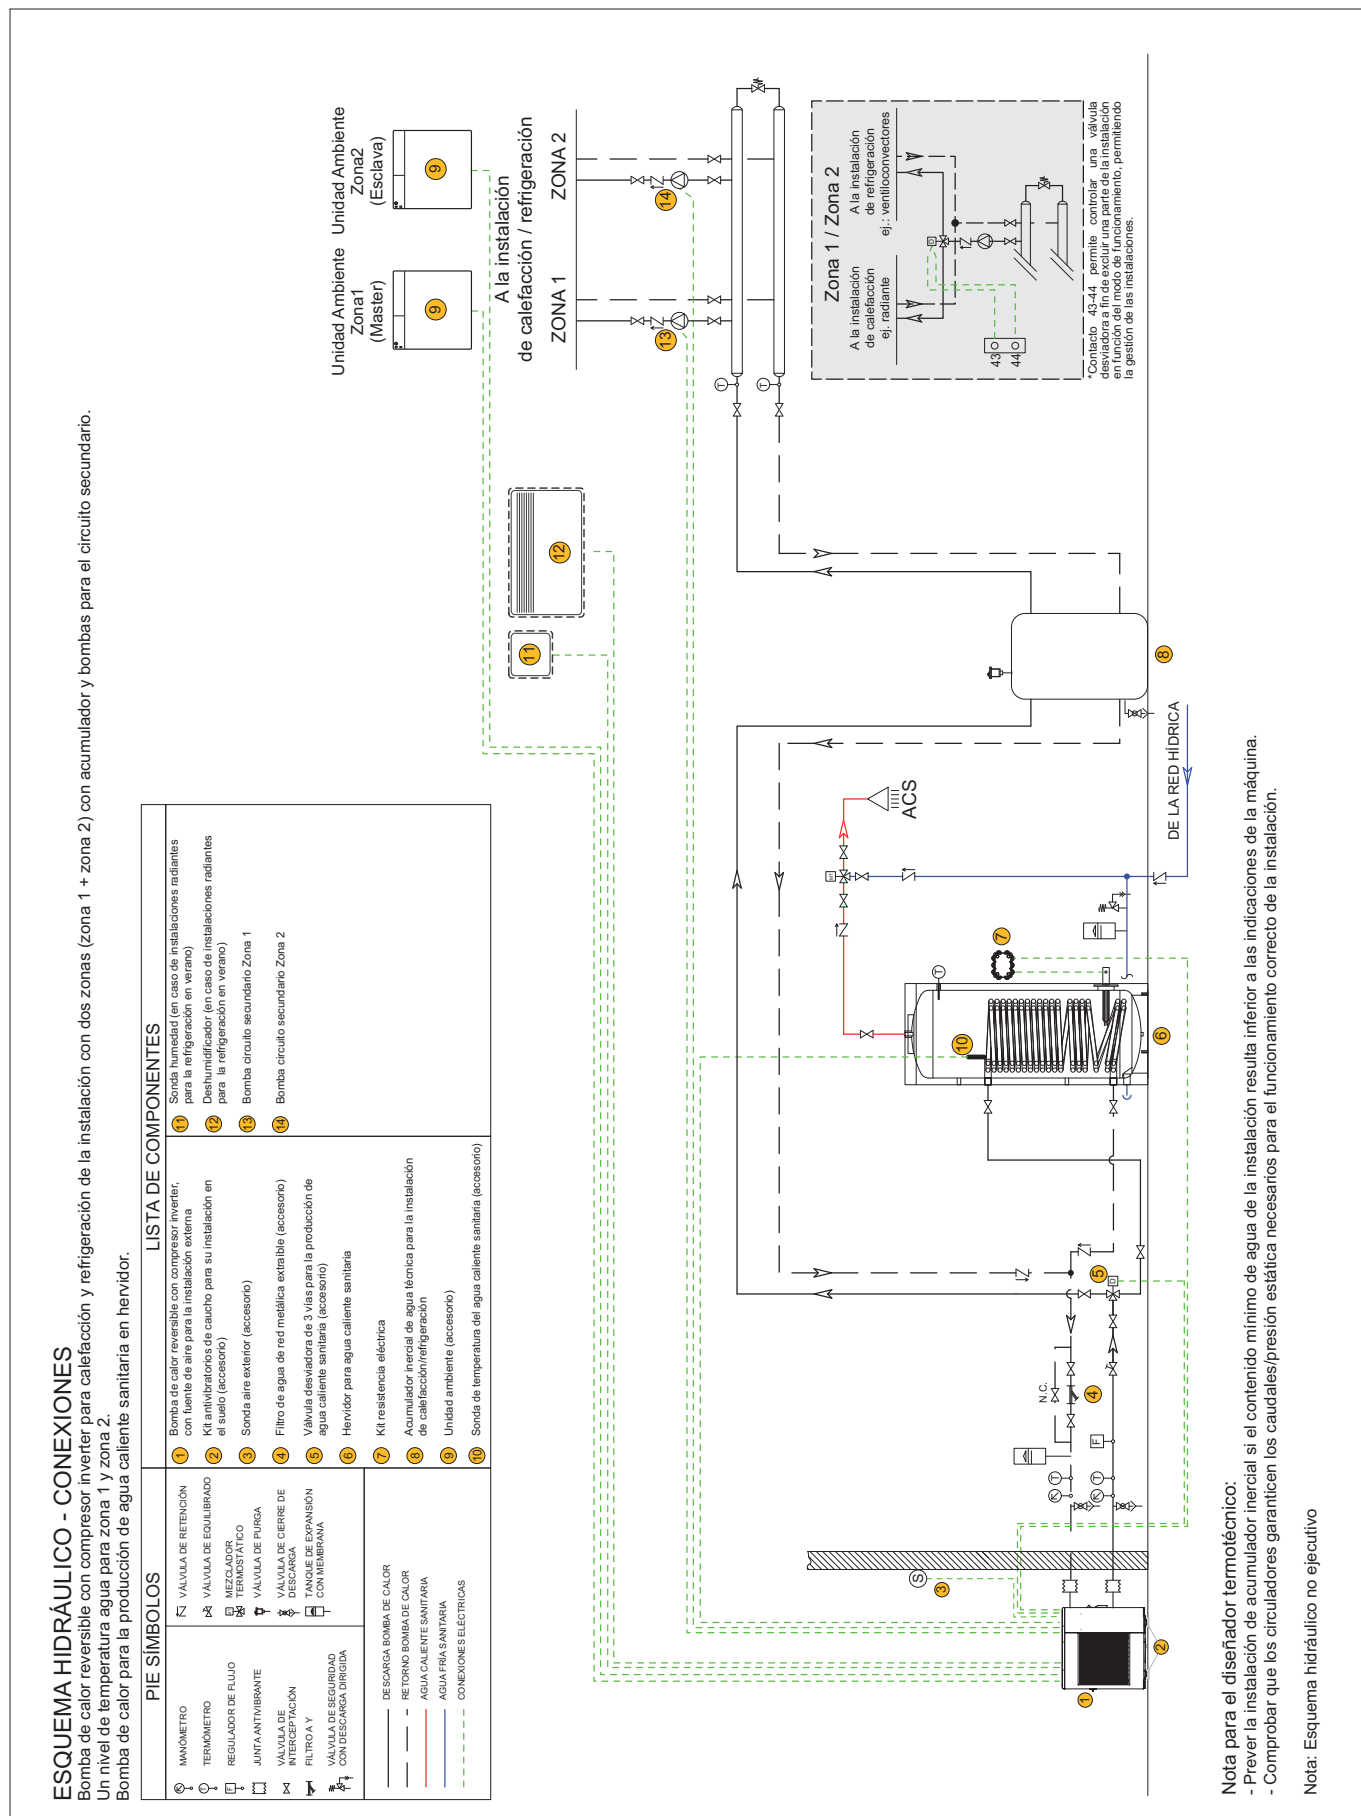 ESQUEMA HIDRÁULICO - CONEXIONES
Bomba de calor reversible con compresor inverter para calefacción y refrigeración de la instalación con dos zonas (zona 1 + zona 2) con acumulador y bombas para el circuito secundario.
Un nivel de temperatura agua para zona 1 y zona 2.
Bomba de calor para la producción de agua caliente sanitaria en hervidor.
PIE SÍMBOLOS
K MANÓMETRO
T TERMÓMETRO
F REGULADOR DE FLUJO
JUNTA ANTIVIBRANTE
VÁLVULA DE
INTERCEPTACIÓN
FILTRO A Y
VÁLVULA DE SEGURIDAD
CON DESCARGA DIRIGIDA
VÁLVULA DE RETENCIÓN
VÁLVULA DE EQUILIBRADO
MEZCLADOR
TERMOSTÁTICO
VÁLVULA DE PURGA
VÁLVULA DE CIERRE DE
DESCARGA
TANQUE DE EXPANSIÓN
CON MEMBRANA
DESCARGA BOMBA DE CALOR
RETORNO BOMBA DE CALOR
AGUA CALIENTE SANITARIA
AGUA FRÍA SANITARIA
CONEXIONES ELÉCTRICAS
LISTA DE COMPONENTES
1 Bomba de calor reversible con compresor inverter,
con fuente de aire para la instalación externa
2 Kit antivibratorios de caucho para su instalación en
el suelo (accesorio)
3 Sonda aire exterior (accesorio)
4 Filtro de agua de red metálica extraíble (accesorio)
5 Válvula desviadora de 3 vías para la producción de
agua caliente sanitaria (accesorio)
6 Hervidor para agua caliente sanitaria
7 Kit resistencia eléctrica
8 Acumulador inercial de agua técnica para la instalación
de calefacción/refrigeración
9 Unidad ambiente (accesorio)
10 Sonda de temperatura del agua caliente sanitaria (accesorio)
11 Sonda humedad (en caso de instalaciones radiantes
para la refrigeración en verano)
12 Deshumidificador (en caso de instalaciones radiantes
para la refrigeración en verano)
13 Bomba circuito secundario Zona 1
14 Bomba circuito secundario Zona 2
Unidad Ambiente
Zona1
(Master)
9
Unidad Ambiente
Zona2
(Esclava)
9
A la instalación
de calefacción / refrigeración
ZONA 1
ZONA 2
13
14
11
12
T
T
Zona 1 / Zona 2
A la instalación
de calefacción
ej. radiante
A la instalación
de refrigeración
ej.: ventiloconvectores
D
43
44
*Contacto 43-44 permite controlar una válvula
desviadora a fin de excluir una parte de la instalación
en función del modo de funcionamiento, permitiendo
la gestión de las instalaciones.
ACS
MT
DE LA RED HÍDRICA
T
10
7
6
8
5
D
N.C.
4
F
K
T
K
T
S
3
1
2
Nota para el diseñador termotécnico:
- Prever la instalación de acumulador inercial si el contenido mínimo de agua de la instalación resulta inferior a las indicaciones de la máquina.
- Comprobar que los circuladores garanticen los caudales/presión estática necesarios para el funcionamiento correcto de la instalación.
Nota: Esquema hidráulico no ejecutivo